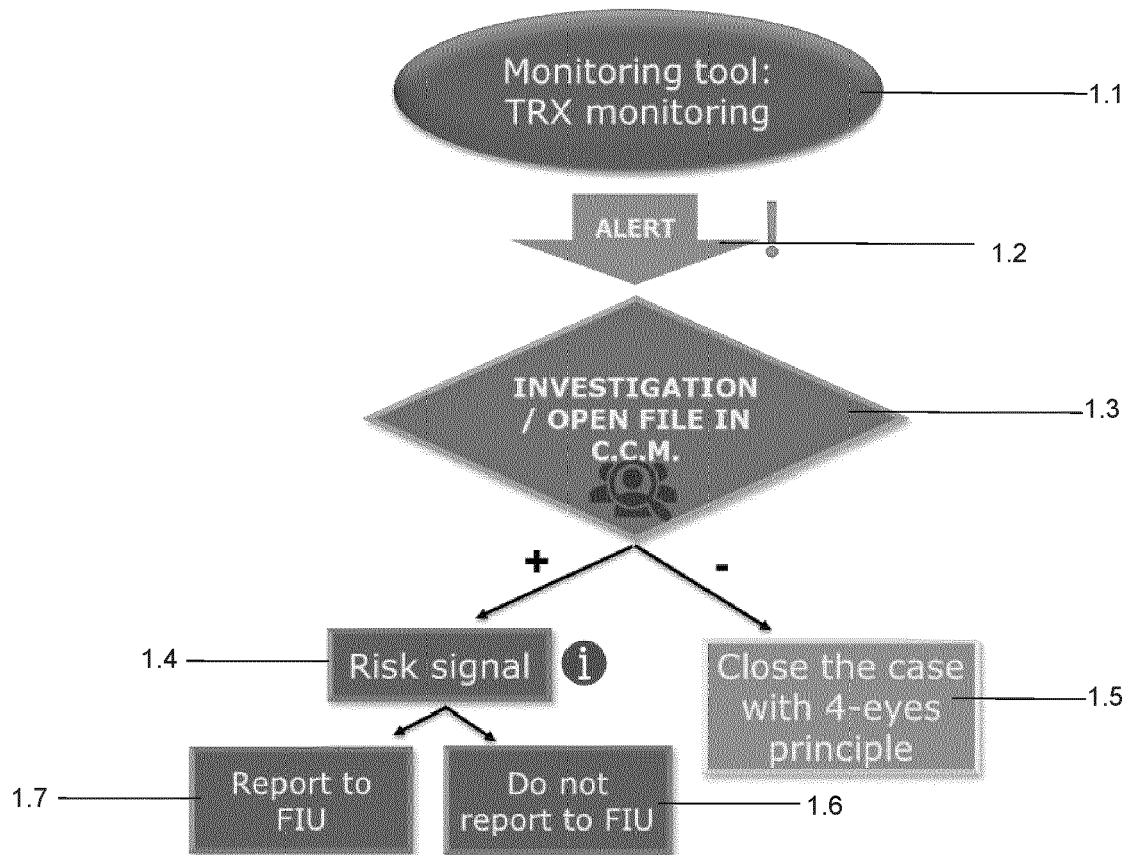 Monitoring tool:
TRX monitoring
1.1
ALERT
!
1.2
INVESTIGATION
/ OPEN FILE IN
C.C.M.
1.3
+
-
1.4
Risk signal
i
Close the case
with 4-eyes
principle
1.5
1.7
Report to
FIU
Do not
report to FIU
1.6